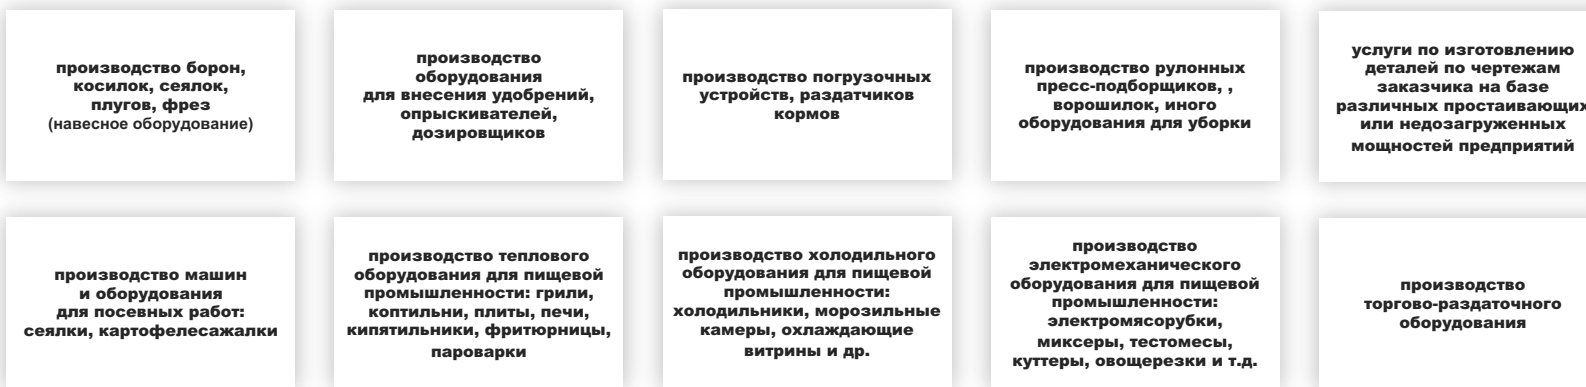 производство борон,
косилок, сеялок,
плугов, фрез
(навесное оборудование)
производство
оборудования
для внесения удобрений,
опрыскивателей,
дозировщиков
производство погрузочных
устройств, раздатчиков
кормов
производство рулонных
пресс-подборщиков, ,
ворошилок, иного
оборудования для уборки
услуги по изготовлению
деталей по чертежам
заказчика на базе
различных простаивающих
или недозагруженных
мощностей предприятий
производство машин
и оборудования
для посевных работ:
сеялки, картофелесажалки
производство теплового
оборудования для пищевой
промышленности: грили,
коптильни, плиты, печи,
кипятильники, фритюрницы,
пароварки
производство холодильного
оборудования для пищевой
промышленности:
холодильники, морозильные
камеры, охлаждающие
витрины и др.
производство
электромеханического
оборудования для пищевой
промышленности:
электромясорубки,
миксеры, тестомесы,
куттеры, овощерезки и т.д.
производство
торгово-раздаточного
оборудования